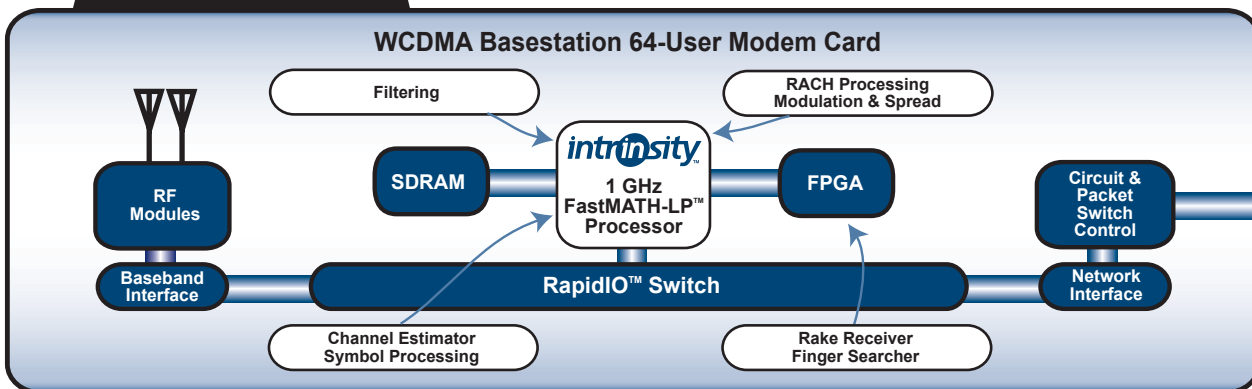 WCDMA Basestation 64-User Modem Card
Filtering
RACH Processing
Modulation & Spread
intrinsity™
1 GHz
FastMATH-LP™
Processor
SDRAM
FPGA
RF
Modules
Circuit &
Packet
Switch
Control
Baseband
Interface
RapidIO™ Switch
Network
Interface
Channel Estimator
Symbol Processing
Rake Receiver
Finger Searcher